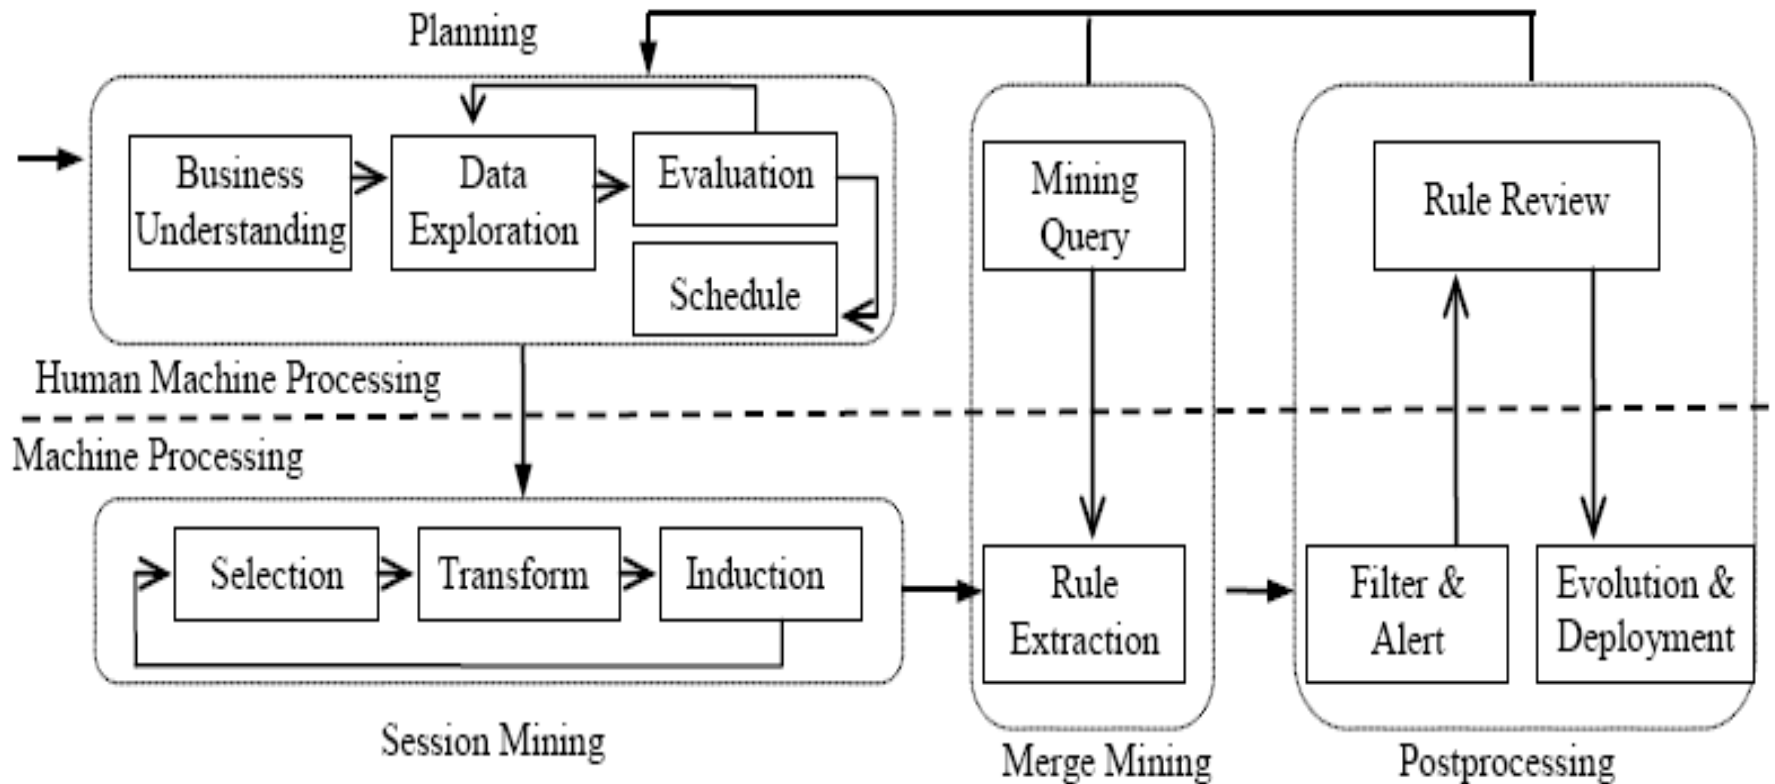 Planning
Business
Understanding
Data
Exploration
Evaluation
Schedule
Mining
Query
Rule Review
Human Machine Processing
Machine Processing
Selection
Transform
Induction
Rule
Extraction
Filter &
Alert
Evolution &
Deployment
Session Mining
Merge Mining
Postprocessing